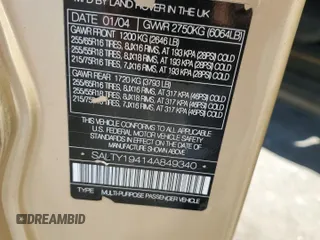 M'D BY LAND ROVER IN THE UK
DATE 01/04 GVWR 2750KG (6064LB)
GAWR FRONT 1200 KG (2646 LB)
255/65R16 TIRES, 8JX16 RIMS, AT 193 KPA (28PSI) COLD
255/55R18 TIRES, 8JX18 RIMS, AT 193 KPA (28PSI) COLD
215/75R16 TIRES, 7JX16 RIMS, AT 193 KPA (28PSI) COLD
GAWR REAR 1720 KG (3793 LB)
255/65R16 TIRES, 8JX16 RIMS, AT 317 KPA (46PSI) COLD
255/55R18 TIRES, 8JX18 RIMS, AT 317 KPA (46PSI) COLD
215/75R16 TIRES, 7JX16 RIMS, AT 317 KPA (46PSI) COLD
THIS VEHICLE CONFORMS TO ALL APPLICABLE
FEDERAL MOTOR VEHICLE SAFETY
STANDARDS IN EFFECT ON THE DATE OF
MANUFACTURE SHOWN ABOVE
SALTY19414A849340
TYPE: MULTI-PURPOSE PASSENGER VEHICLE
DREAMBID